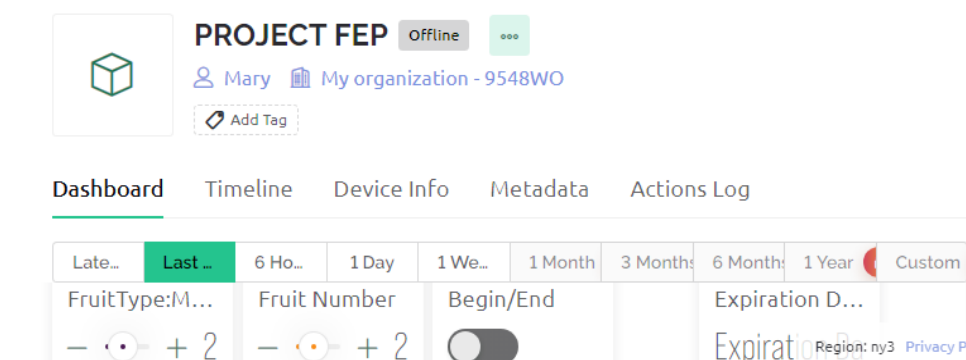 PROJECT FEP Offline
Mary My organization - 9548WO
Add Tag
Dashboard Timeline Device Info Metadata Actions Log
Late... Last ... 6 Ho... 1 Day 1 We... 1 Month 3 Months 6 Months 1 Year Custom
FruitType:M... Fruit Number Begin/End Expiration D...
− + 2 − + 2 Expirat
Region: ny3 Privacy P